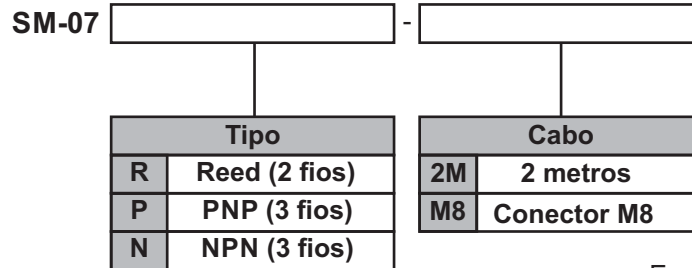 SM-07 -
Tipo
R Reed (2 fios)
P PNP (3 fios)
N NPN (3 fios)
Cabo
2M 2 metros
M8 Conector M8